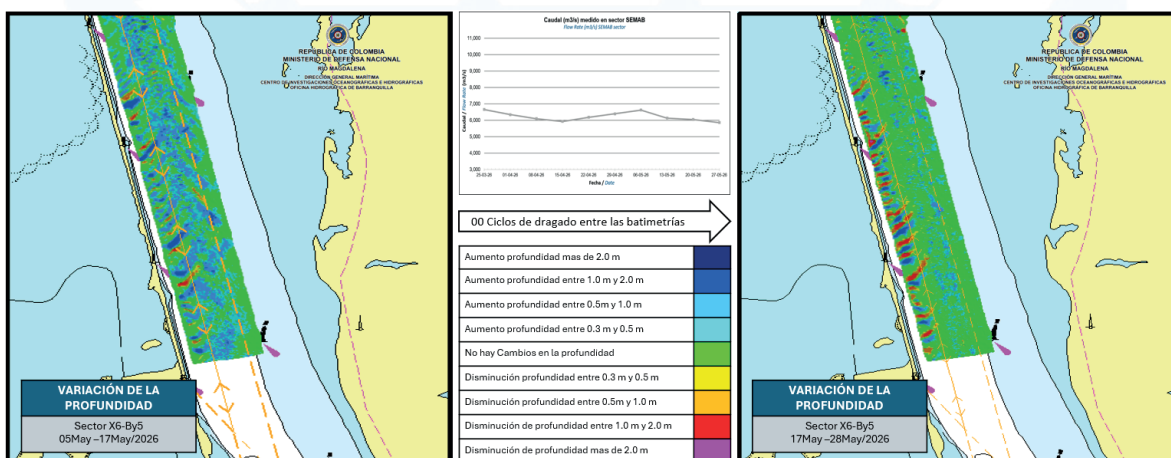 REPÚBLICA DE COLOMBIA
MINISTERIO DE DEFENSA NACIONAL
RÍO MAGDALENA
DIRECCIÓN GENERAL MARÍTIMA
CENTRO DE INVESTIGACIONES OCEANOGRÁFICAS E HIDROGRÁFICAS
OFICINA HIDROGRÁFICA DE BARRANQUILLA
VARIACIÓN DE LA
PROFUNDIDAD
Sector X6-By5
05May –17May/2026
Caudal (m3/s) medido en sector SEMAB
Flow Rate (m3/s) SEMAB sector
Caudal / Flow Rate (m3/s)
11,000
10,000
9,000
8,000
7,000
6,000
5,000
4,000
3,000
Fecha / Date
00 Ciclos de dragado entre las batimetrías
Aumento profundidad mas de 2.0 m
Aumento profundidad entre 1.0 m y 2.0 m
Aumento profundidad entre 0.5m y 1.0 m
Aumento profundidad entre 0.3 m y 0.5 m
No hay Cambios en la profundidad
Disminución profundidad entre 0.3 m y 0.5 m
Disminución profundidad entre 0.5m y 1.0 m
Disminución de profundidad entre 1.0 m y 2.0 m
Disminución de profundidad mas de 2.0 m
REPÚBLICA DE COLOMBIA
MINISTERIO DE DEFENSA NACIONAL
RÍO MAGDALENA
DIRECCIÓN GENERAL MARÍTIMA
CENTRO DE INVESTIGACIONES OCEANOGRÁFICAS E HIDROGRÁFICAS
OFICINA HIDROGRÁFICA DE BARRANQUILLA
VARIACIÓN DE LA
PROFUNDIDAD
Sector X6-By5
17May –28May/2026